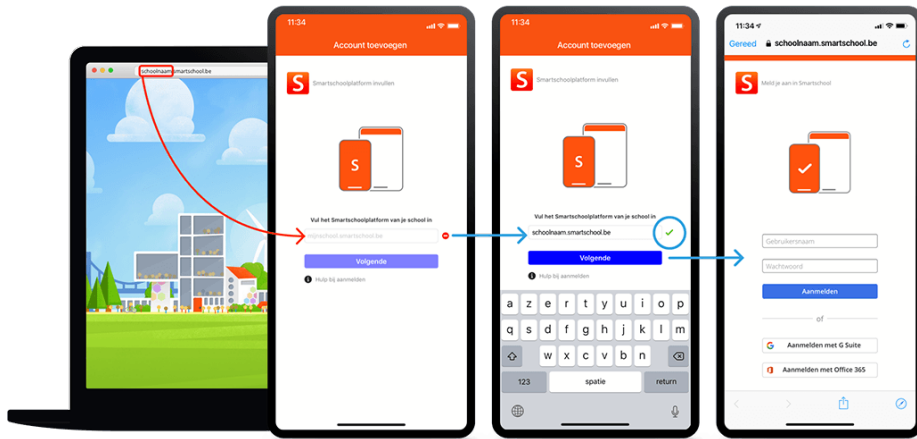 schoolnaam.smartschool.be
11:34
Account toevoegen
S
Smartschoolplatform invullen
S
Vul het Smartschoolplatform van je school in
mijnschool.smartschool.be
Volgende
Hulp bij aanmelden
11:34
Account toevoegen
S
Smartschoolplatform invullen
S
Vul het Smartschoolplatform van je school in
schoolnaam.smartschool.be
Volgende
Hulp bij aanmelden
a z e r t y u i o p
q s d f g h j k l m
w x c v b n
123 spatie return
11:34
Gereed schoolnaam.smartschool.be
S
Meld je aan in Smartschool
Gebruikersnaam
Wachtwoord
Aanmelden
of
G Aanmelden met G Suite
Aanmelden met Office 365